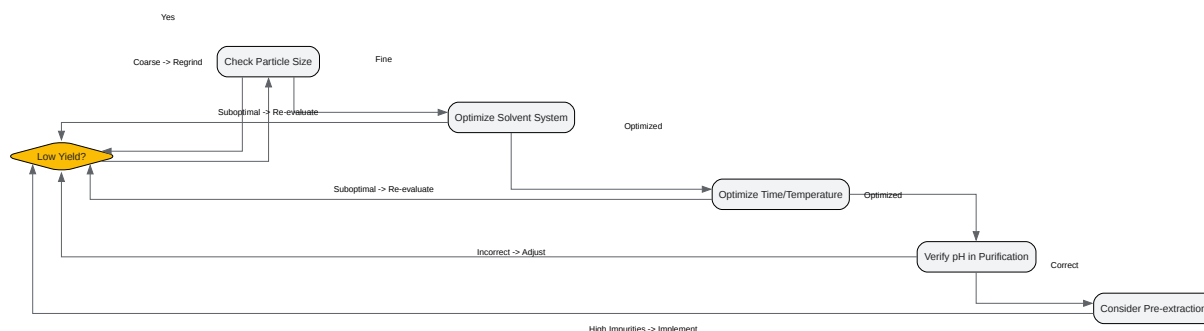 Yes
Coarse -> Regrind
Check Particle Size
Fine
Suboptimal -> Re-evaluate
Optimize Solvent System
Optimized
Low Yield?
Suboptimal -> Re-evaluate
Optimize Time/Temperature
Optimized
Incorrect -> Adjust
Verify pH in Purification
Correct
Consider Pre-extraction
High Impurities -> Implement